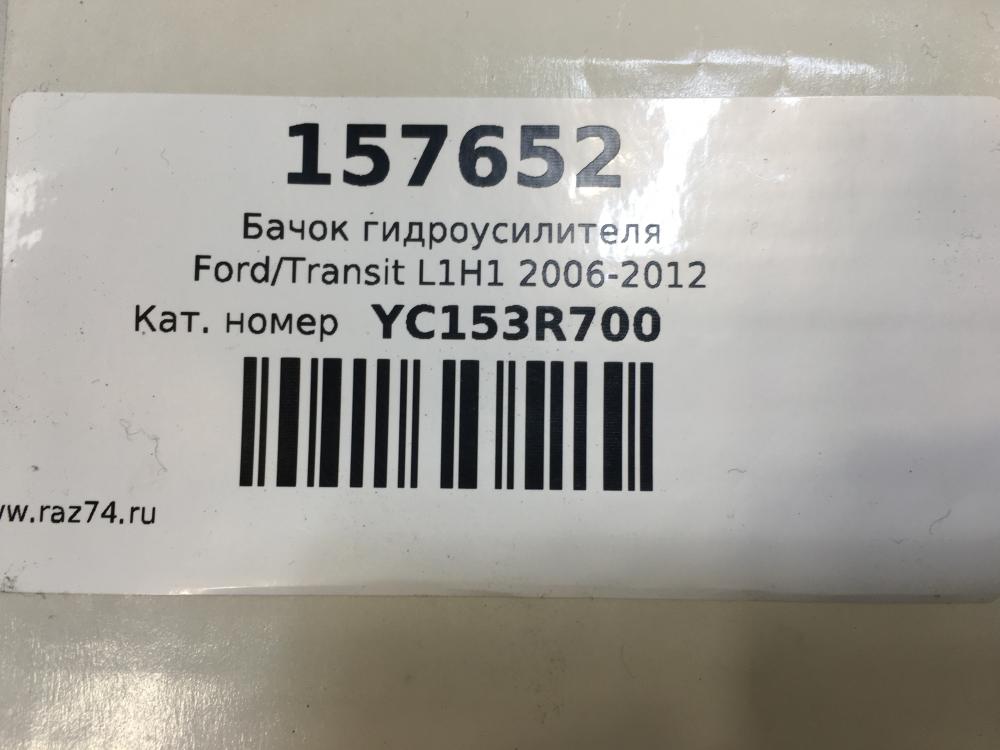 157652
Бачок гидроусилителя
Ford/Transit L1H1 2006-2012
Кат. номер YC153R700
w.raz74.ru